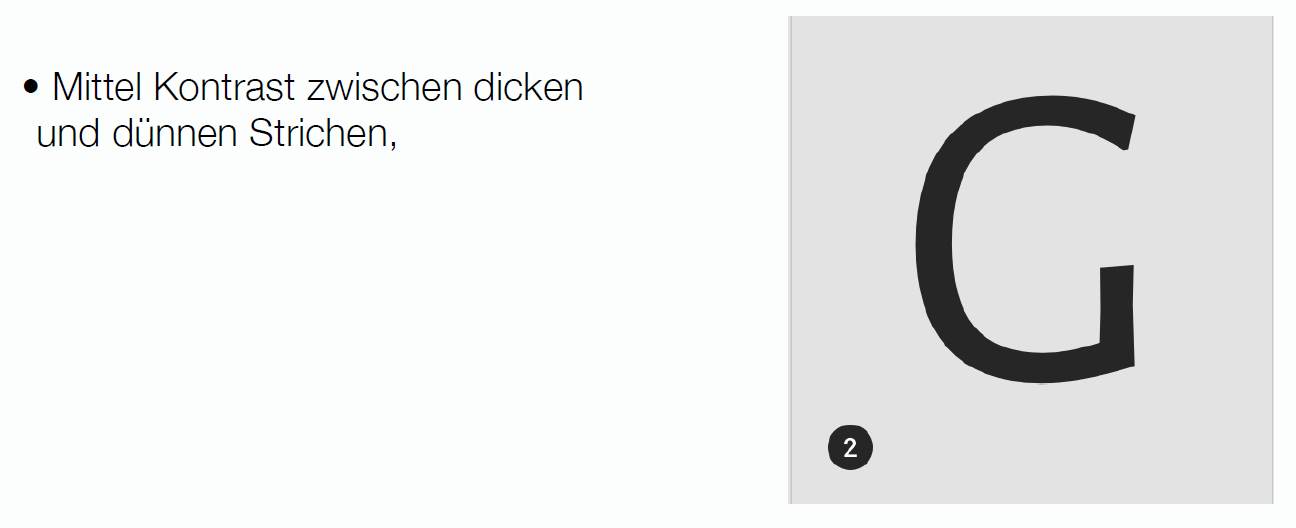 • Mittel Kontrast zwischen dicken
und dünnen Strichen,
G
2